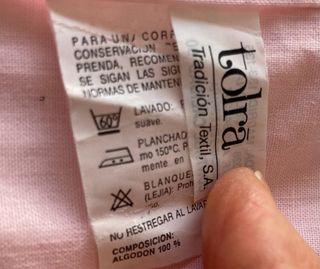 PARA UN/
CONSERVACION
PRENDA, RECOMEN
SE SIGAN LAS SIG
NORMAS DE MANTEN
60°
LAVADO:
suave.
PLANCHAD
mo 150°C. P
mente en
BLANQUE
(LEJIA): Proh
NO RESTREGAR AL LAVAR
COMPOSICION:
ALGODON 100 %
tolra
Tradición Textil, S.A.